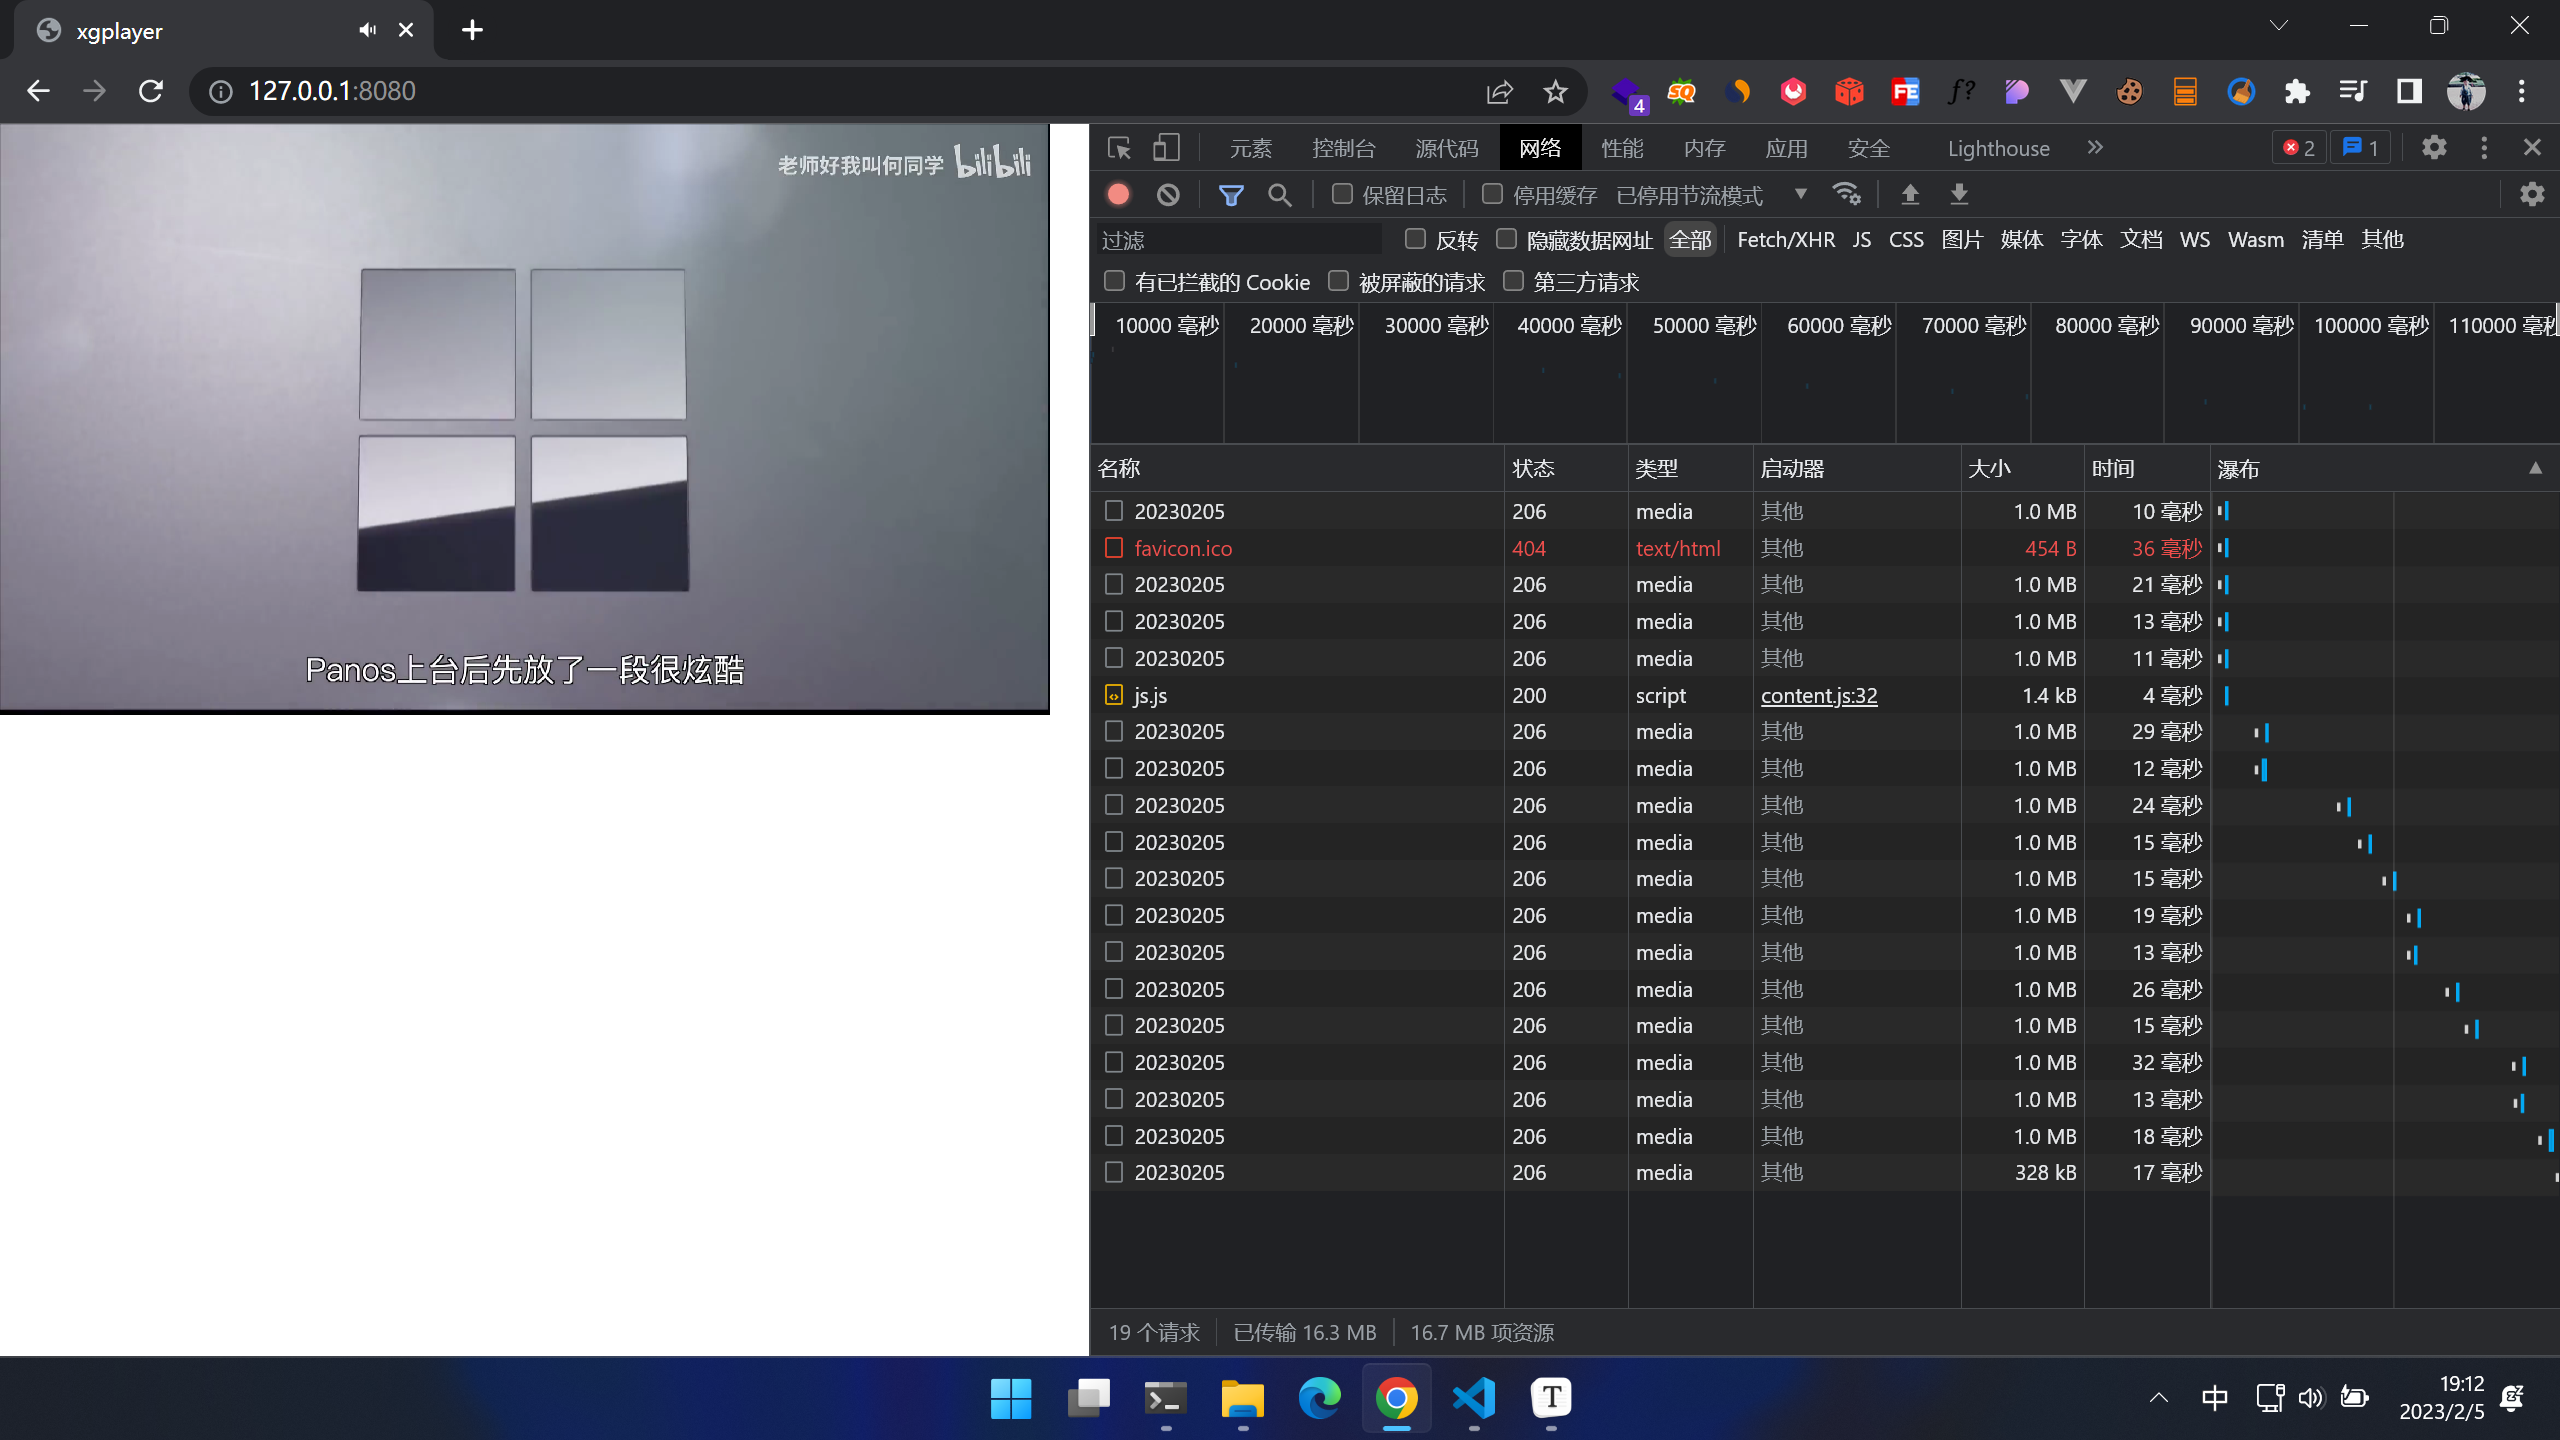 xgplayer
127.0.0.1:8080
4
SQ
FE
f?
老师好我叫何同学 bilibili
Panos上台后先放了一段很炫酷
元素 控制台 源代码 网络 性能 内存 应用 安全 Lighthouse 2 1
保留日志 停用缓存 已停用节流模式
过滤 反转 隐藏数据网址 全部 Fetch/XHR JS CSS 图片 媒体 字体 文档 WS Wasm 清单 其他
有已拦截的 Cookie 被屏蔽的请求 第三方请求
10000 毫秒 20000 毫秒 30000 毫秒 40000 毫秒 50000 毫秒 60000 毫秒 70000 毫秒 80000 毫秒 90000 毫秒 100000 毫秒 110000 毫秒
名称 状态 类型 启动器 大小 时间 瀑布
20230205 206 media 其他 1.0 MB 10 毫秒
favicon.ico 404 text/html 其他 454 B 36 毫秒
20230205 206 media 其他 1.0 MB 21 毫秒
20230205 206 media 其他 1.0 MB 13 毫秒
20230205 206 media 其他 1.0 MB 11 毫秒
js.js 200 script content.js:32 1.4 kB 4 毫秒
20230205 206 media 其他 1.0 MB 29 毫秒
20230205 206 media 其他 1.0 MB 12 毫秒
20230205 206 media 其他 1.0 MB 24 毫秒
20230205 206 media 其他 1.0 MB 15 毫秒
20230205 206 media 其他 1.0 MB 15 毫秒
20230205 206 media 其他 1.0 MB 19 毫秒
20230205 206 media 其他 1.0 MB 13 毫秒
20230205 206 media 其他 1.0 MB 26 毫秒
20230205 206 media 其他 1.0 MB 15 毫秒
20230205 206 media 其他 1.0 MB 32 毫秒
20230205 206 media 其他 1.0 MB 13 毫秒
20230205 206 media 其他 1.0 MB 18 毫秒
20230205 206 media 其他 328 kB 17 毫秒
19 个请求 已传输 16.3 MB 16.7 MB 项资源
T
中
19:12
2023/2/5